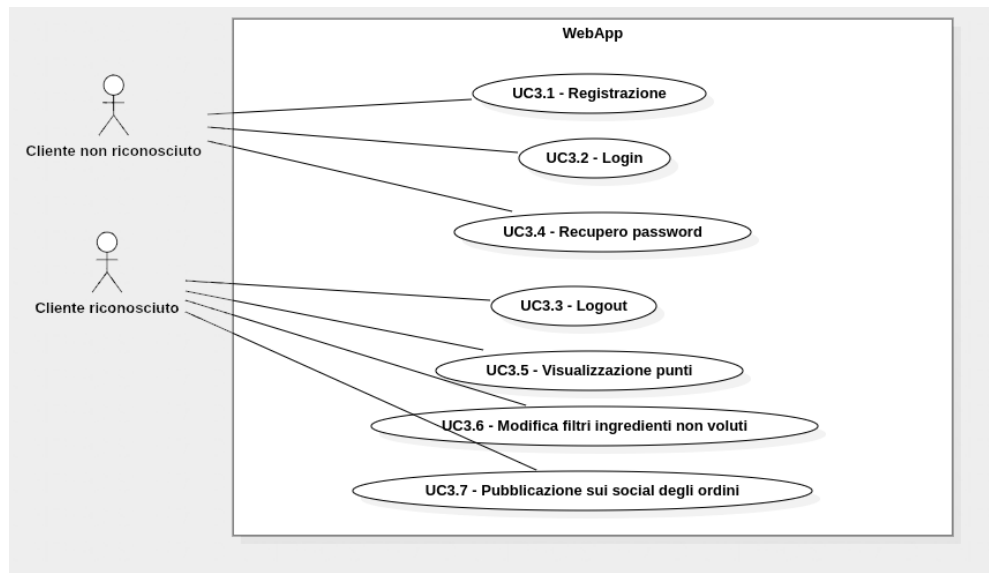 WebApp
UC3.1 - Registrazione
Cliente non riconosciuto
UC3.2 - Login
UC3.4 - Recupero password
Cliente riconosciuto
UC3.3 - Logout
UC3.5 - Visualizzazione punti
UC3.6 - Modifica filtri ingredienti non voluti
UC3.7 - Pubblicazione sui social degli ordini